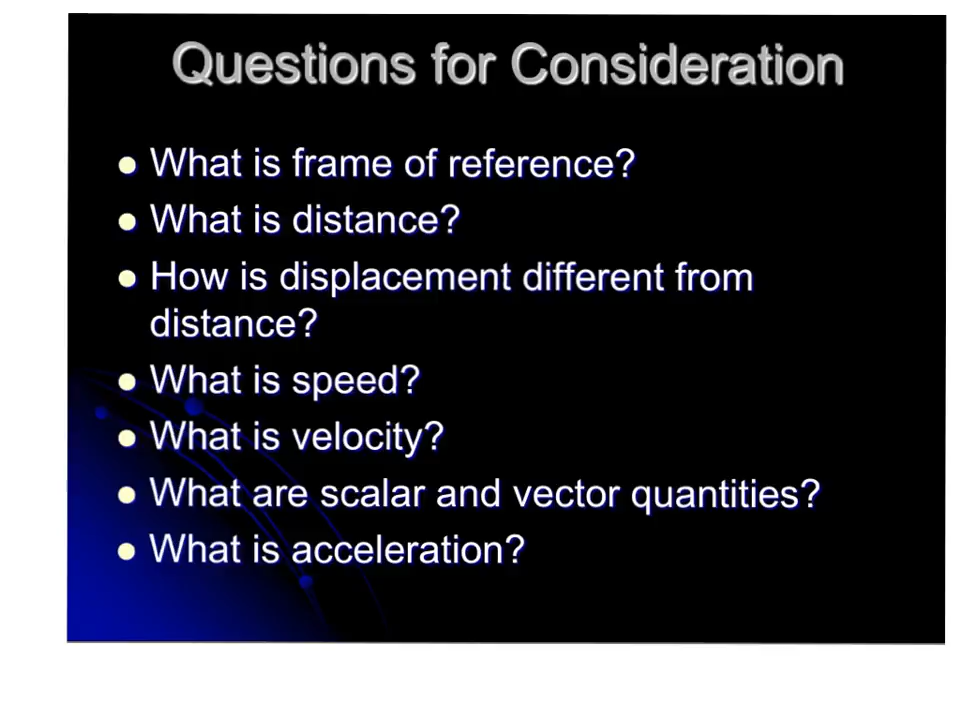 Questions for Consideration
What is frame of reference?
What is distance?
How is displacement different from
distance?
What is speed?
What is velocity?
What are scalar and vector quantities?
What is acceleration?